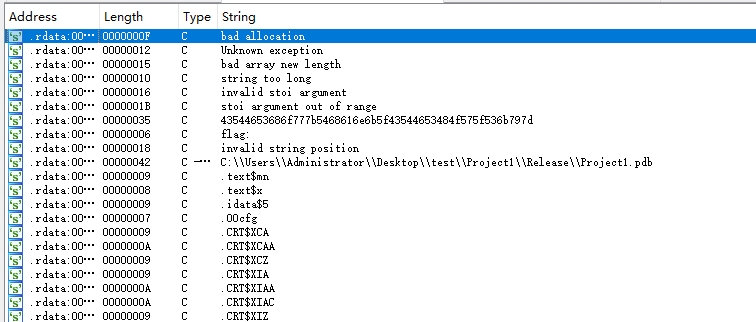 Address Length Type String
.rdata:00… 0000000F C bad allocation
.rdata:00… 00000012 C Unknown exception
.rdata:00… 00000015 C bad array new length
.rdata:00… 00000010 C string too long
.rdata:00… 00000016 C invalid stoi argument
.rdata:00… 0000001B C stoi argument out of range
.rdata:00… 00000035 C 43544653686f777b5468616e6b5f43544653484f575f536b797d
.rdata:00… 00000006 C flag:
.rdata:00… 00000018 C invalid string position
.rdata:00… 00000042 C 一… C:\\Users\\Administrator\\Desktop\\test\\Project1\\Release\\Project1.pdb
.rdata:00… 00000009 C .text$mn
.rdata:00… 00000008 C .text$x
.rdata:00… 00000009 C .idata$5
.rdata:00… 00000007 C .00cfg
.rdata:00… 00000009 C .CRT$XCA
.rdata:00… 0000000A C .CRT$XCAA
.rdata:00… 00000009 C .CRT$XCZ
.rdata:00… 00000009 C .CRT$XIA
.rdata:00… 0000000A C .CRT$XIAA
.rdata:00… 0000000A C .CRT$XIAC
.rdata:00… 00000009 C .CRT$XIZ